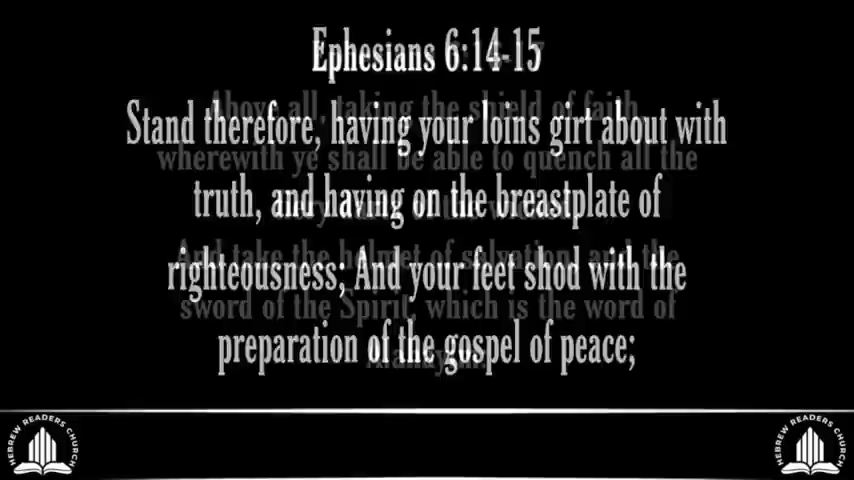 Ephesians 6:14-15
Stand therefore, having your loins girt about with
truth, and having on the breastplate of
righteousness; And your feet shod with the
preparation of the gospel of peace;
Above all, taking the shield of faith
wherewith ye shall be able to quench all the
And take the helmet of salvation, and the
sword of the Spirit, which is the word of
HEBREW READERS CHURCH
HEBREW READERS CHURCH